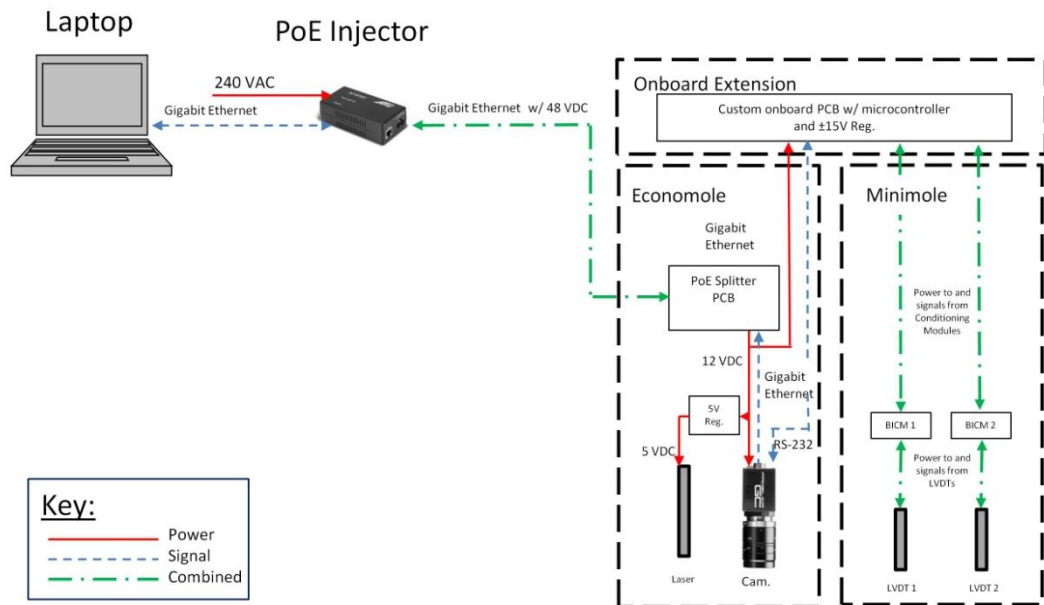 Laptop
PoE Injector
240 VAC
Gigabit Ethernet
Gigabit Ethernet w/ 48 VDC
Onboard Extension
Custom onboard PCB w/ microcontroller
and ±15V Reg.
Economole
Gigabit
Ethernet
PoE Splitter
PCB
12 VDC
Gigabit
Ethernet
5V
Reg.
5 VDC
RS-232
Laser
Cam.
Minimole
Power to and
signals from
Conditioning
Modules
BICM 1
BICM 2
Power to and
signals from
LVDTs
LVDT 1
LVDT 2
Key:
Power
Signal
Combined